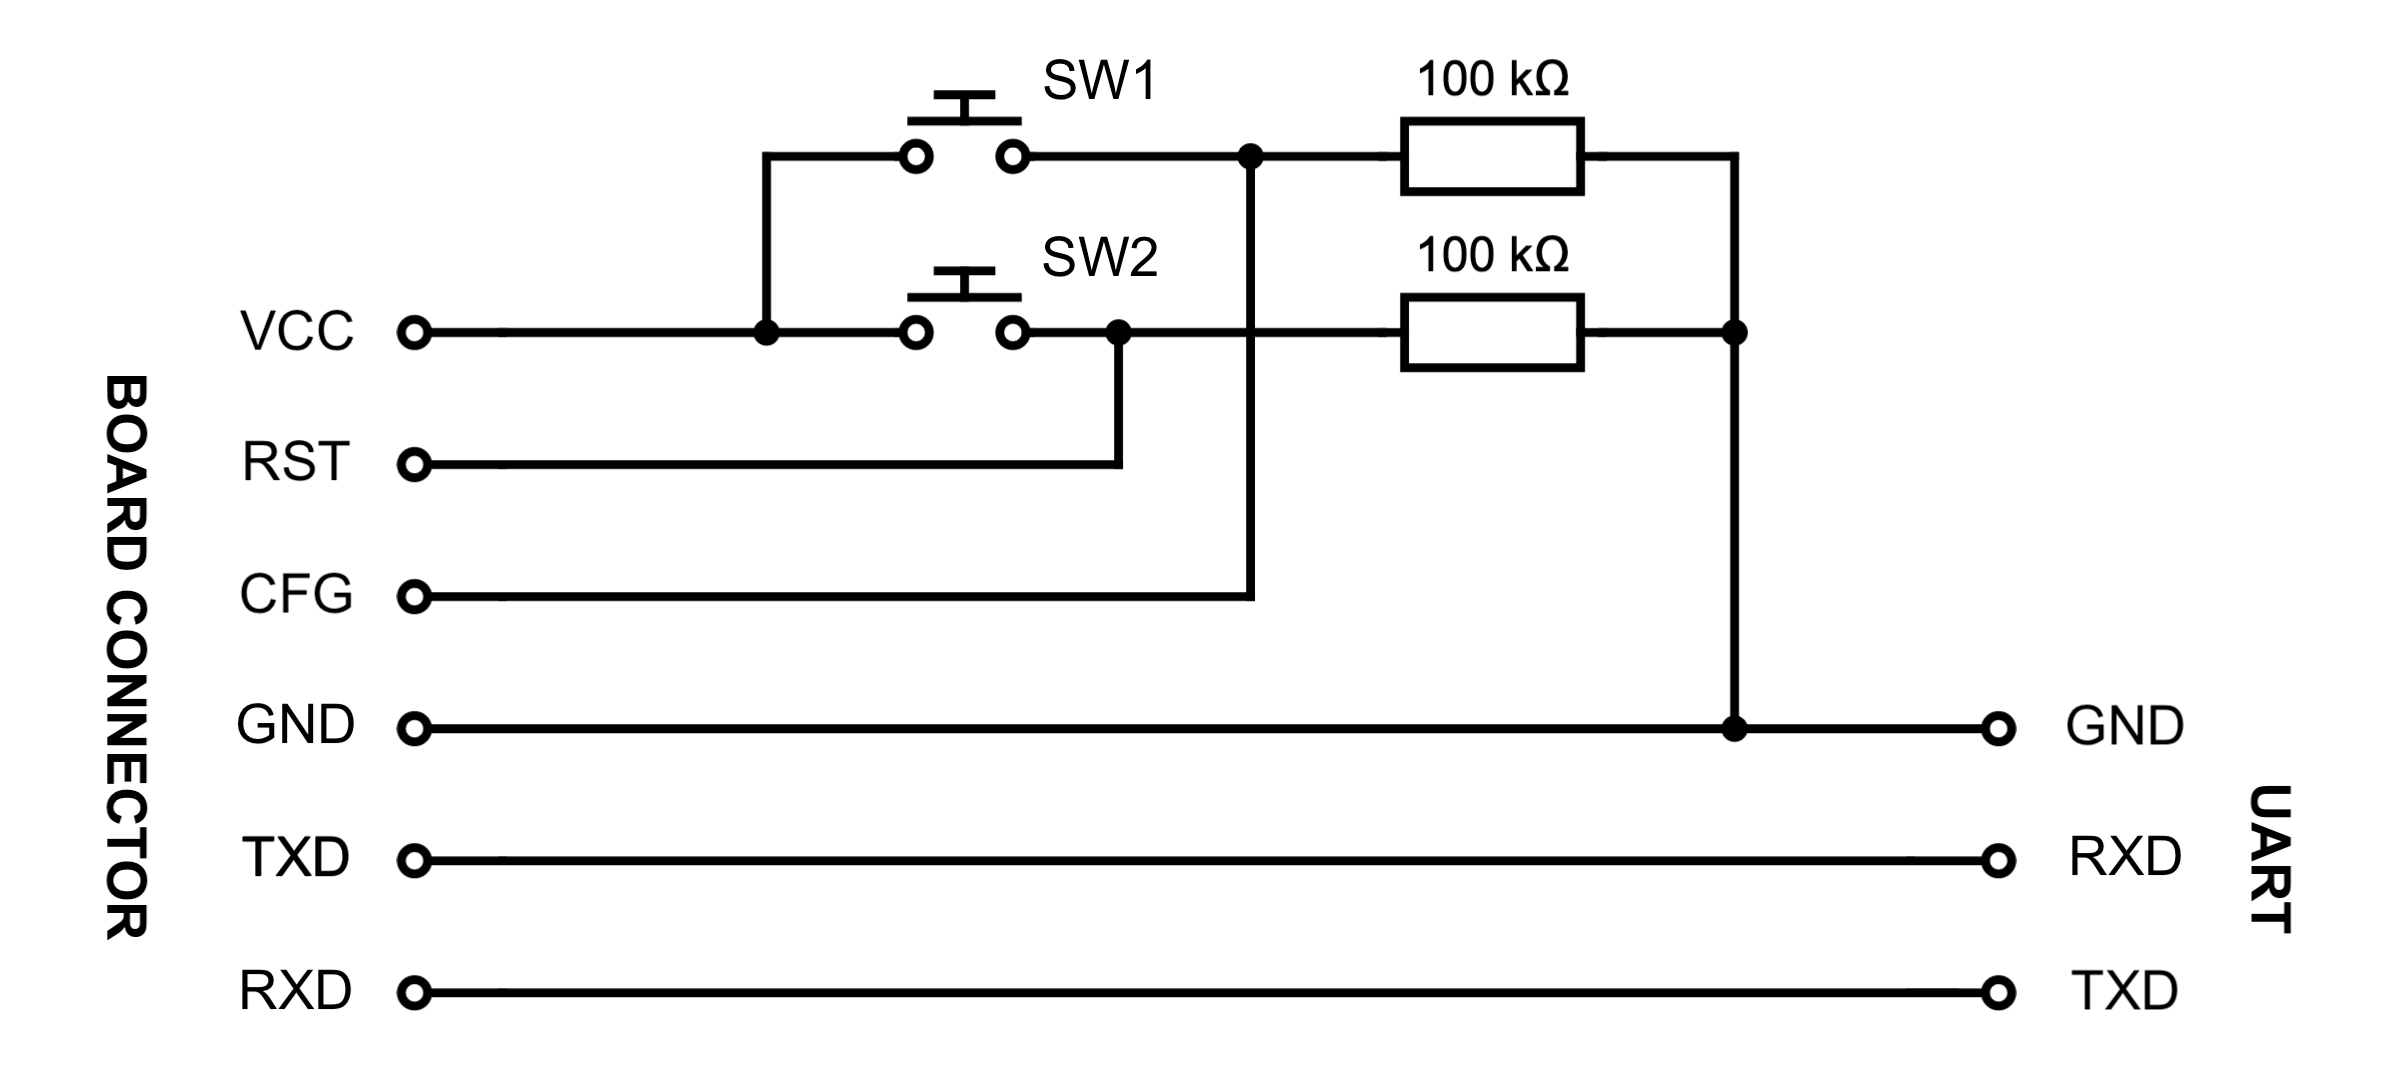 SW1
100 kΩ
SW2
100 kΩ
VCC
RST
CFG
GND
TXD
RXD
BOARD CONNECTOR
GND
RXD
TXD
UART